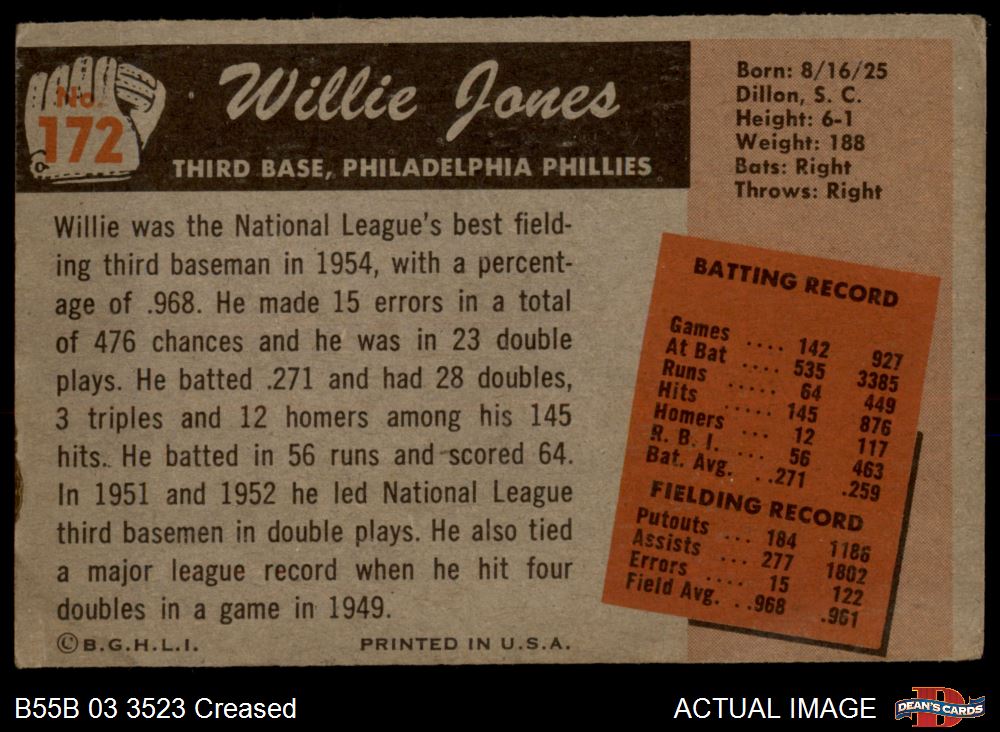 No.
172
Willie Jones
THIRD BASE, PHILADELPHIA PHILLIES
Born: 8/16/25
Dillon, S. C.
Height: 6-1
Weight: 188
Bats: Right
Throws: Right
Willie was the National League's best field-
ing third baseman in 1954, with a percent-
age of .968. He made 15 errors in a total
of 476 chances and he was in 23 double
plays. He batted .271 and had 28 doubles,
3 triples and 12 homers among his 145
hits. He batted in 56 runs and scored 64.
In 1951 and 1952 he led National League
third basemen in double plays. He also tied
a major league record when he hit four
doubles in a game in 1949.
BATTING RECORD
Games .... 142 927
At Bat .... 535 3385
Runs ..... 64 449
Hits ..... 145 876
Homers ... 12 117
R. B. I. ... 56 463
Bat. Avg. ..271 .259
FIELDING RECORD
Putouts ... 184 1186
Assists ... 277 1802
Errors .... 15 122
Field Avg. ..968 .961
©B.G.H.L.I. PRINTED IN U.S.A.
B55B 03 3523 Creased
ACTUAL IMAGE
D
DEAN'S CARDS